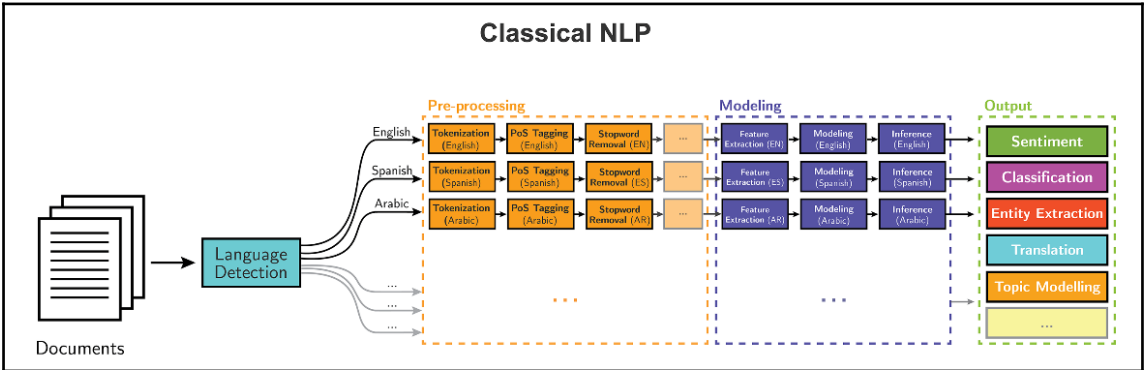 Classical NLP
Pre-processing
Modeling
Output
English
Tokenization
(English)
PoS Tagging
(English)
Stopword
Removal (EN)
...
Feature
Extraction (EN)
Modeling
(English)
Inference
(English)
Sentiment
Spanish
Tokenization
(Spanish)
PoS Tagging
(Spanish)
Stopword
Removal (ES)
...
Feature
Extraction (ES)
Modeling
(Spanish)
Inference
(Spanish)
Classification
Arabic
Tokenization
(Arabic)
PoS Tagging
(Arabic)
Stopword
Removal (AR)
...
Feature
Extraction (AR)
Modeling
(Arabic)
Inference
(Arabic)
Entity Extraction
Language
Detection
Translation
...
...
...
...
...
Topic Modelling
...
Documents